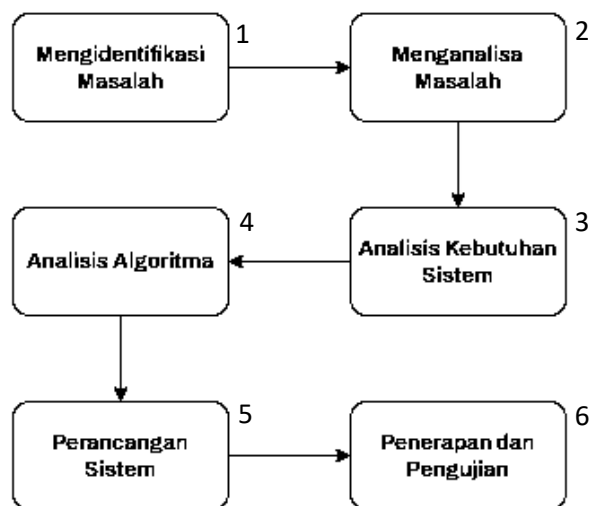 Mengidentifikasi
Masalah
1
Menganalisa
Masalah
2
Analisis Kebutuhan
Sistem
3
Analisis Algoritma
4
Perancangan
Sistem
5
Penerapan dan
Pengujian
6